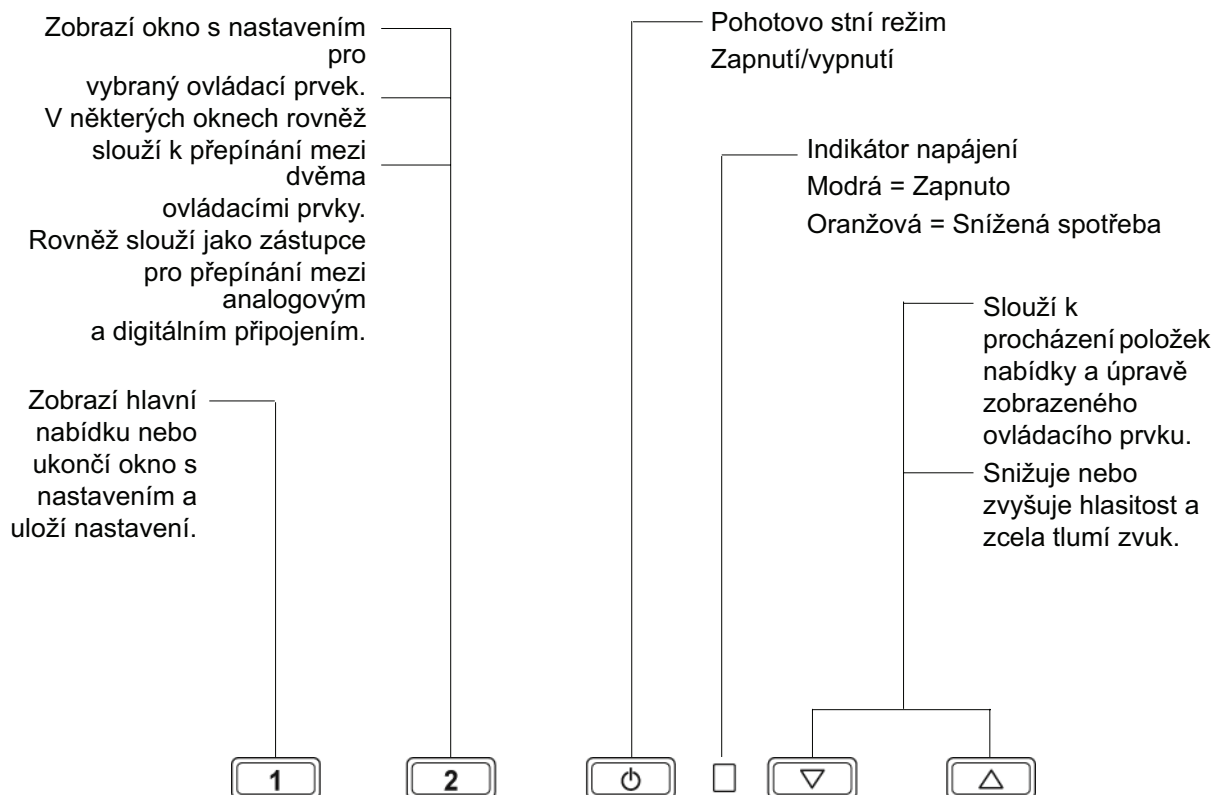 Zobrazí okno s nastavením
pro
vybraný ovládací prvek.
V některých oknech rovněž
slouží k přepínání mezi
dvěma
ovládacími prvky.
Rovněž slouží jako zástupce
pro přepínání mezi
analogovým
a digitálním připojením.
Zobrazí hlavní
nabídku nebo
ukončí okno s
nastavením a
uloží nastavení.
Pohotovo stní režim
Zapnutí/vypnutí
Indikátor napájení
Modrá = Zapnuto
Oranžová = Snížená spotřeba
Slouží k
procházení položek
nabídky a úpravě
zobrazeného
ovládacího prvku.
Snižuje nebo
zvyšuje hlasitost a
zcela tlumí zvuk.
1
2